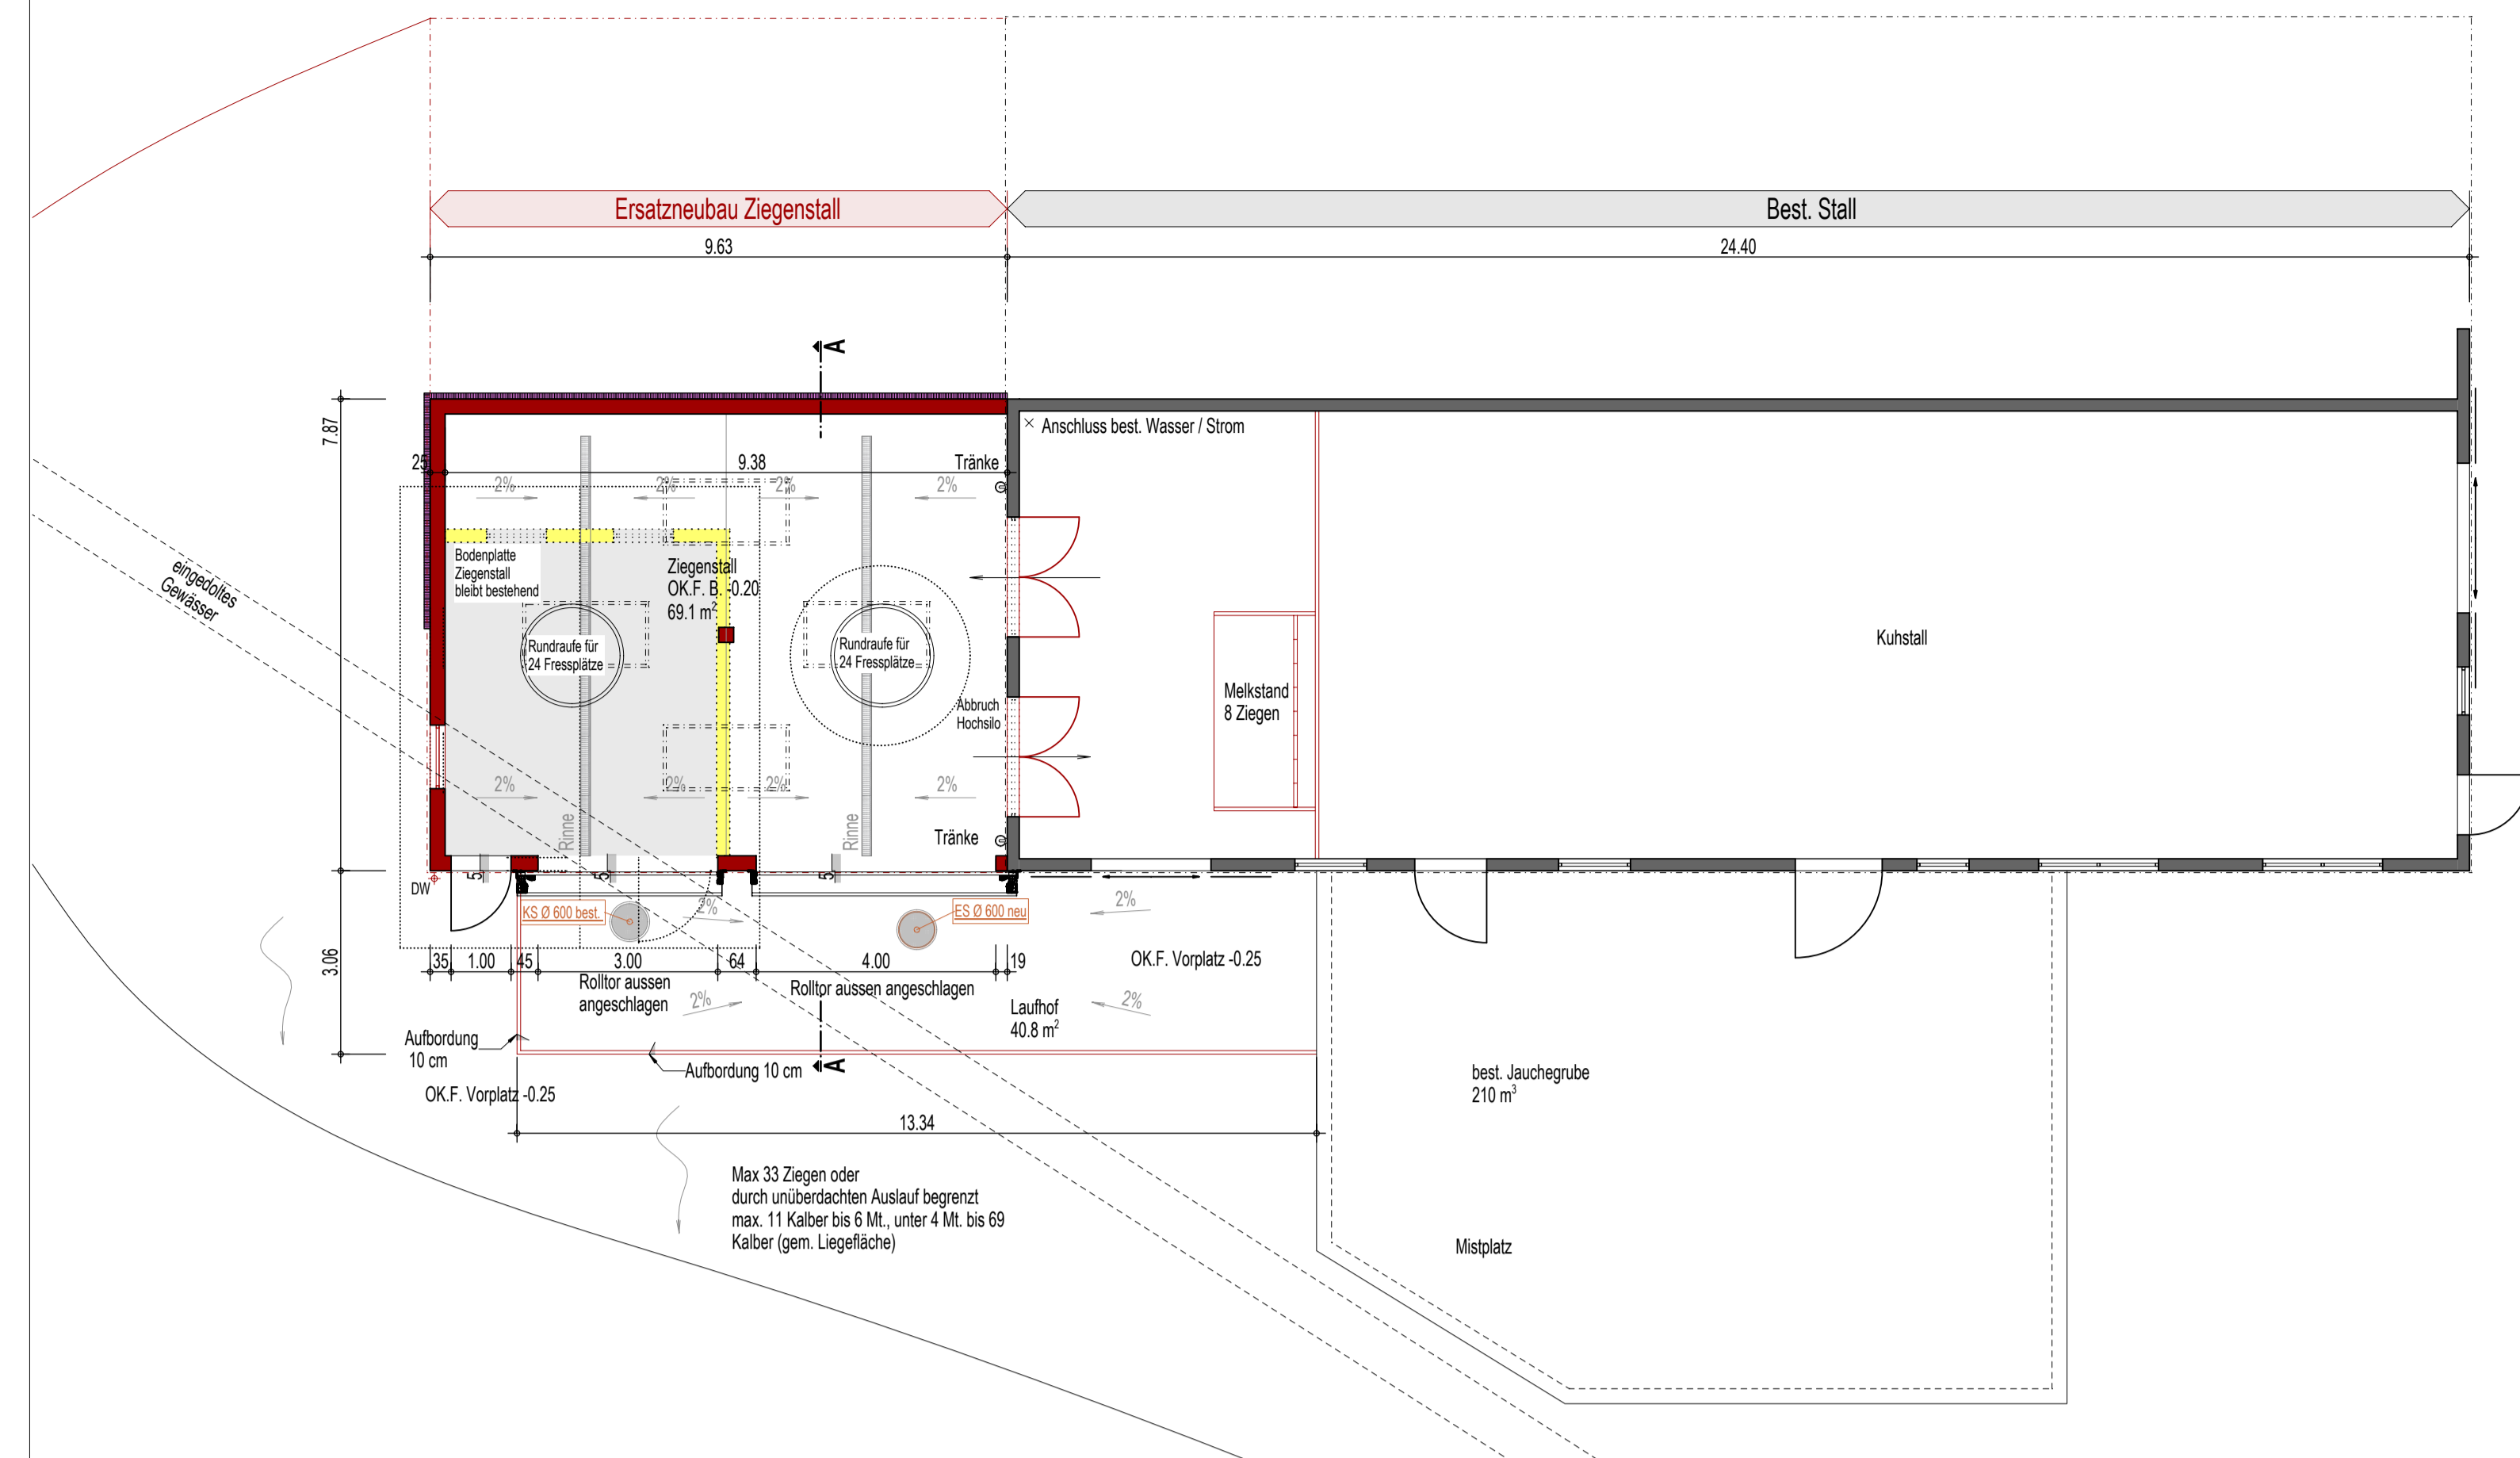 Ersatzneubau Ziegenstall
Best. Stall
9.63
24.40
A
7.87
Anschluss best. Wasser / Strom
25
9.38
Tränke
2%
2%
2%
2%
Bodenplatte
Ziegenstall
bleibt bestehend
Ziegenstall
OK.F. B. -0.20
69.1 m²
eingedoltes
Gewässer
Rundraufe für
24 Fressplätze
Rundraufe für
24 Fressplätze
Kuhstall
Melkstand
8 Ziegen
Abbruch
Hochsilo
2%
2%
2%
2%
Rinne
Rinne
Tränke
5
5
5
DW
KS Ø 600 best.
2%
ES Ø 600 neu
2%
3.06
35
1.00
45
3.00
64
4.00
19
OK.F. Vorplatz -0.25
Rolltor aussen
angeschlagen
Rolltor aussen angeschlagen
2%
2%
Laufhof
40.8 m²
Aufbordung
10 cm
Aufbordung 10 cm
A
OK.F. Vorplatz -0.25
best. Jauchegrube
210 m³
13.34
Max 33 Ziegen oder
durch unüberdachten Auslauf begrenzt
max. 11 Kalber bis 6 Mt., unter 4 Mt. bis 69
Kalber (gem. Liegefläche)
Mistplatz